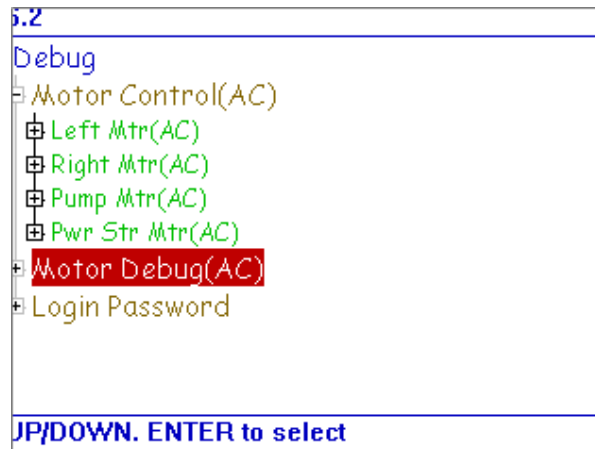 5.2
Debug
Motor Control(AC)
Left Mtr(AC)
Right Mtr(AC)
Pump Mtr(AC)
Pwr Str Mtr(AC)
Motor Debug(AC)
Login Password
UP/DOWN. ENTER to select